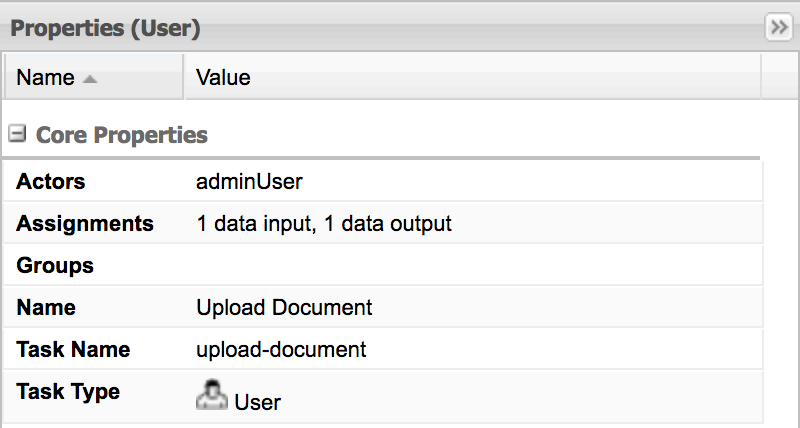 Properties (User)
Name Value
Core Properties
Actors adminUser
Assignments 1 data input, 1 data output
Groups
Name Upload Document
Task Name upload-document
Task Type User